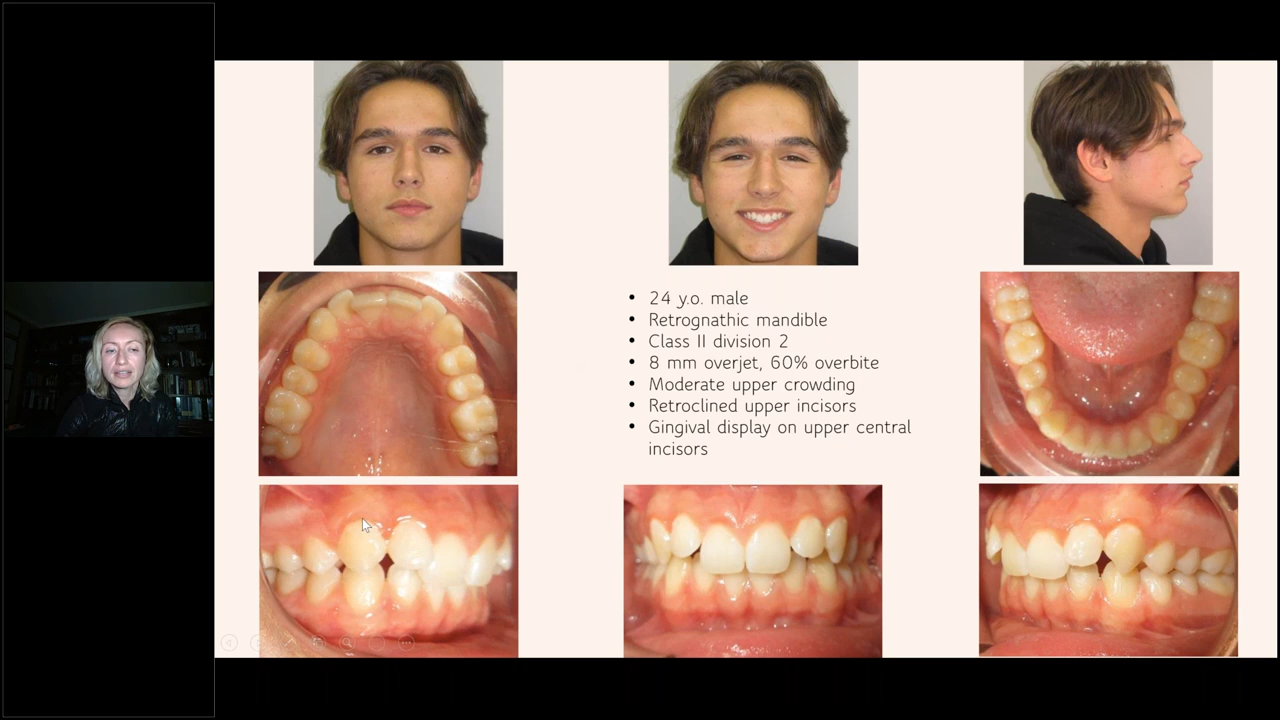 • 24 y.o. male
• Retrognathic mandible
• Class II division 2
• 8 mm overjet, 60% overbite
• Moderate upper crowding
• Retroclined upper incisors
• Gingival display on upper central
incisors